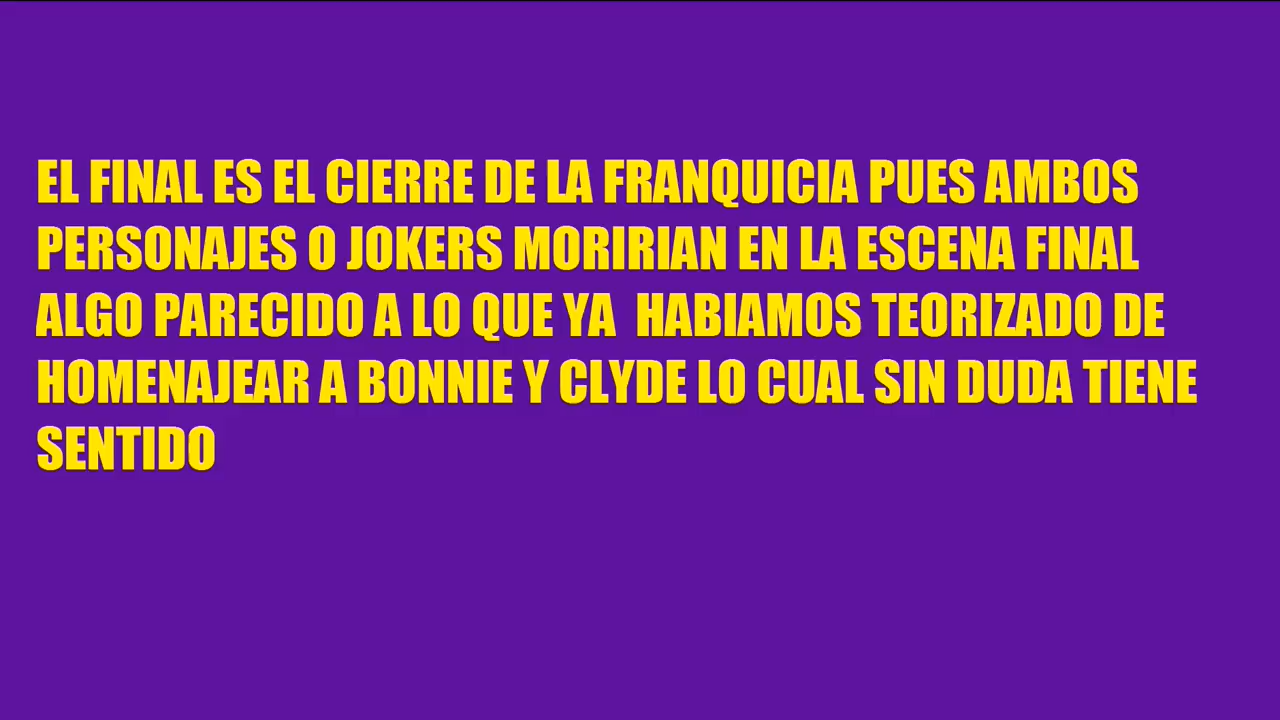 EL FINAL ES EL CIERRE DE LA FRANQUICIA PUES AMBOS
PERSONAJES O JOKERS MORIRIAN EN LA ESCENA FINAL
ALGO PARECIDO A LO QUE YA  HABIAMOS TEORIZADO DE
HOMENAJEAR A BONNIE Y CLYDE LO CUAL SIN DUDA TIENE
SENTIDO